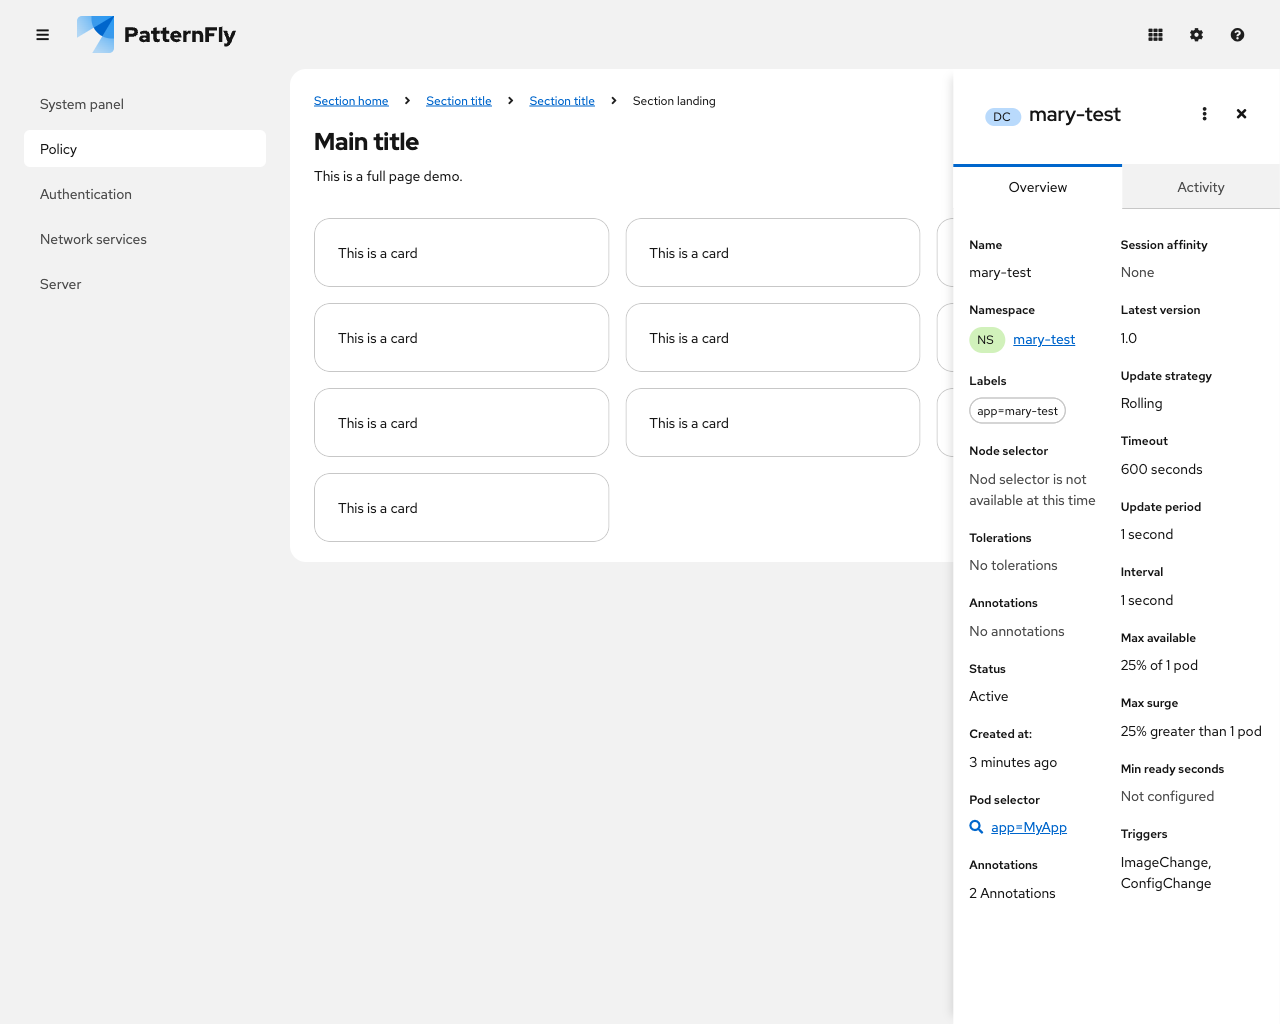 PatternFly
System panel
Policy
Authentication
Network services
Server
Section home
Section title
Section title
Section landing
Main title
This is a full page demo.
This is a card
This is a card
This is a card
This is a card
This is a card
This is a card
This is a card
DC
mary-test
Overview
Activity
Name
mary-test
Namespace
NS mary-test
Labels
app=mary-test
Node selector
Nod selector is not
available at this time
Tolerations
No tolerations
Annotations
No annotations
Status
Active
Created at:
3 minutes ago
Pod selector
app=MyApp
Annotations
2 Annotations
Session affinity
None
Latest version
1.0
Update strategy
Rolling
Timeout
600 seconds
Update period
1 second
Interval
1 second
Max available
25% of 1 pod
Max surge
25% greater than 1 pod
Min ready seconds
Not configured
Triggers
ImageChange,
ConfigChange